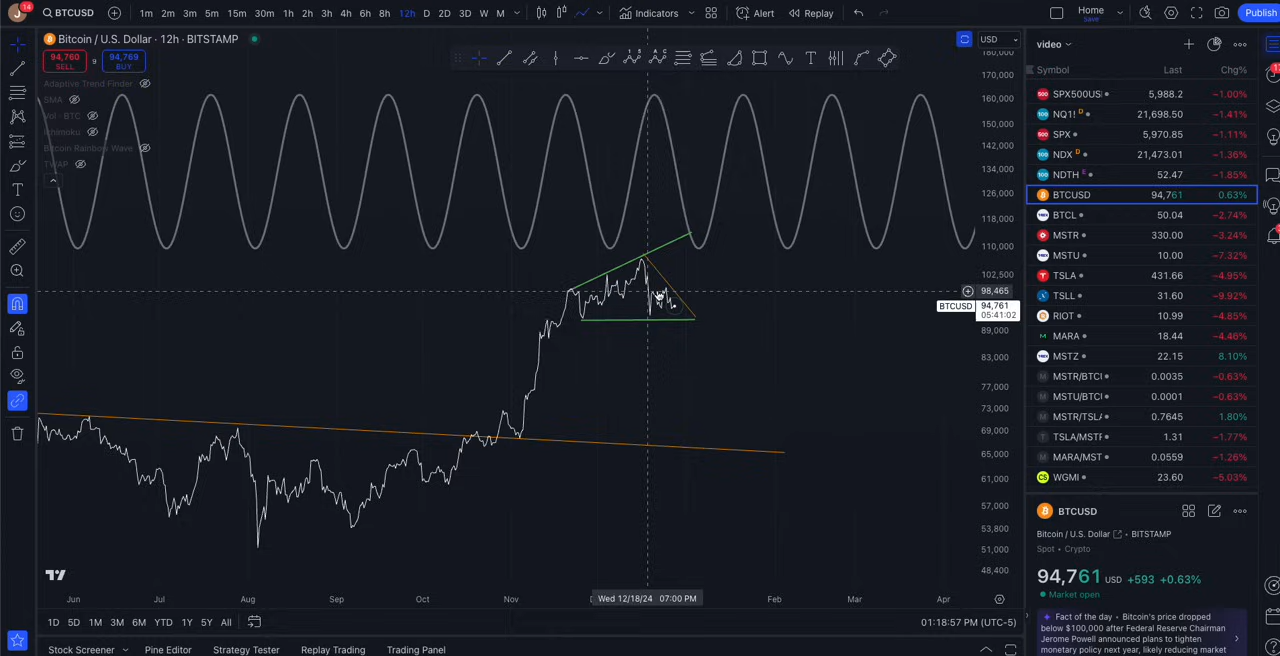 J 14 BTCUSD 1m 2m 3m 5m 15m 30m 1h 2h 3h 4h 6h 8h 12h D 2D 3D W M Indicators Alert Replay Home Save Publish
Bitcoin / U.S. Dollar · 12h · BITSTAMP
94,760 SELL 9 94,769 BUY
Adaptive Trend Finder
SMA
Vol · BTC
Ichimoku
Bitcoin Rainbow Wave
TWAP
USD
180,000
170,000
160,000
150,000
142,000
134,000
126,000
118,000
110,000
102,500
98,465
BTCUSD 94,761
05:41:02
89,000
83,000
77,000
73,000
69,000
65,000
61,000
57,000
53,800
51,000
48,400
Jun Jul Aug Sep Oct Nov Wed 12/18/24 07:00 PM Feb Mar Apr
1D 5D 1M 3M 6M YTD 1Y 5Y All 01:18:57 PM (UTC-5)
Stock Screener Pine Editor Strategy Tester Replay Trading Trading Panel
video
Symbol Last Chg%
SPX500US 5,988.2 −1.00%
NQ1! D 21,698.50 −1.41%
SPX 5,970.85 −1.11%
NDX D 21,473.01 −1.36%
NDTH E 52.47 −1.85%
BTCUSD 94,761 0.63%
BTCL 50.04 −2.74%
MSTR 330.00 −3.24%
MSTU 10.00 −7.32%
TSLA 431.66 −4.95%
TSLL 31.60 −9.92%
RIOT 10.99 −4.85%
MARA 18.44 −4.46%
MSTZ 22.15 8.10%
MSTR/BTCI 0.0035 −0.63%
MSTU/BTCI 0.0001 −0.63%
MSTR/TSLA 0.7645 1.80%
TSLA/MSTF 1.31 −1.77%
MARA/MST 0.0559 −1.26%
WGMI 23.60 −5.03%
BTCUSD
Bitcoin / U.S. Dollar BITSTAMP
Spot • Crypto
94,761 USD +593 +0.63%
Market open
Fact of the day • Bitcoin's price dropped
below $100,000 after Federal Reserve Chairman
Jerome Powell announced plans to tighten
monetary policy next year, likely reducing market